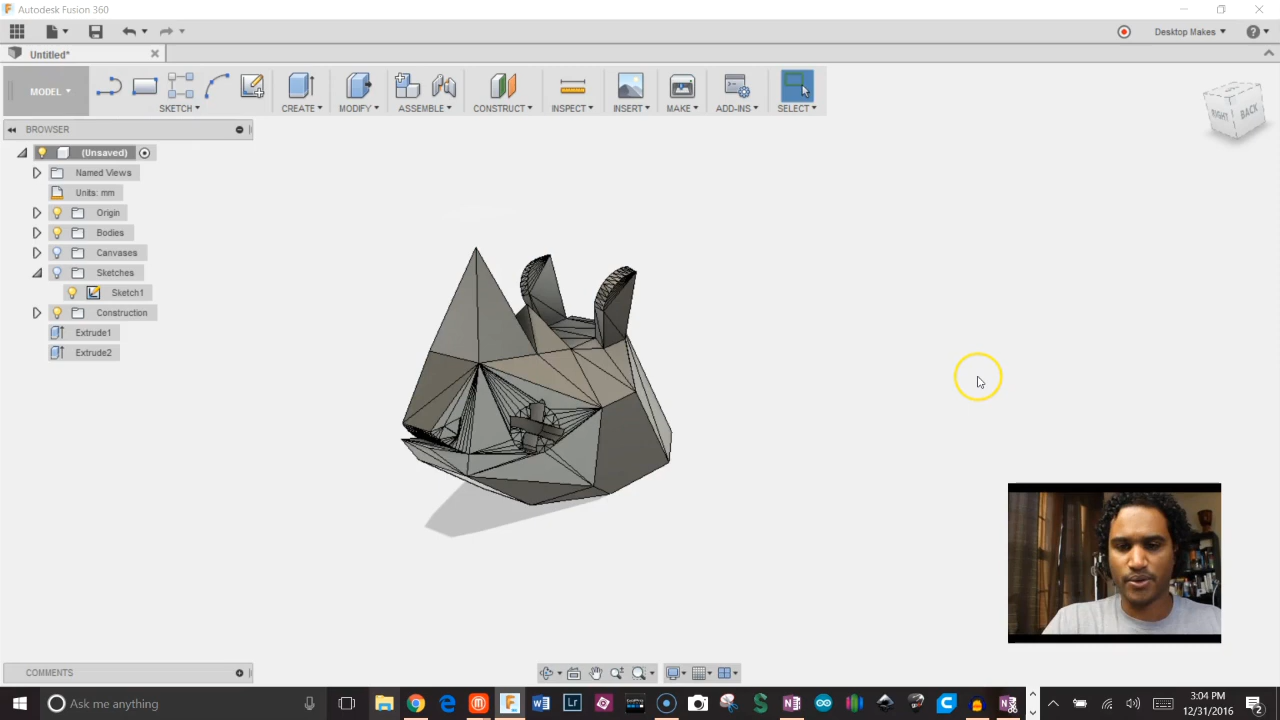 Autodesk Fusion 360
Desktop Makes
Untitled*
MODEL
SKETCH
CREATE
MODIFY
ASSEMBLE
CONSTRUCT
INSPECT
INSERT
MAKE
ADD-INS
SELECT
RIGHT
BACK
BROWSER
(Unsaved)
Named Views
Units: mm
Origin
Bodies
Canvases
Sketches
Sketch1
Construction
Extrude1
Extrude2
COMMENTS
Ask me anything
3:04 PM
12/31/2016